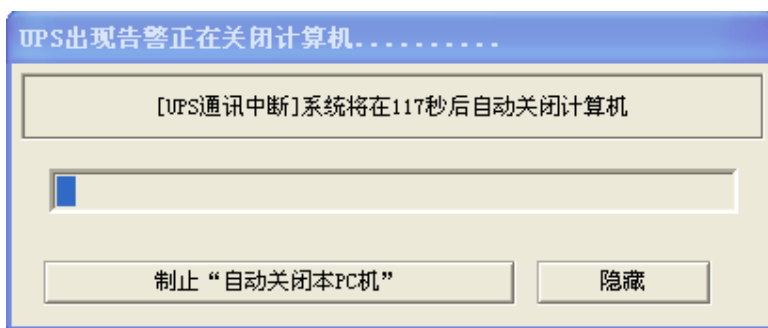 UPS出现告警正在关闭计算机..........
[UPS通讯中断]系统将在117秒后自动关闭计算机
制止“自动关闭本PC机”
隐藏